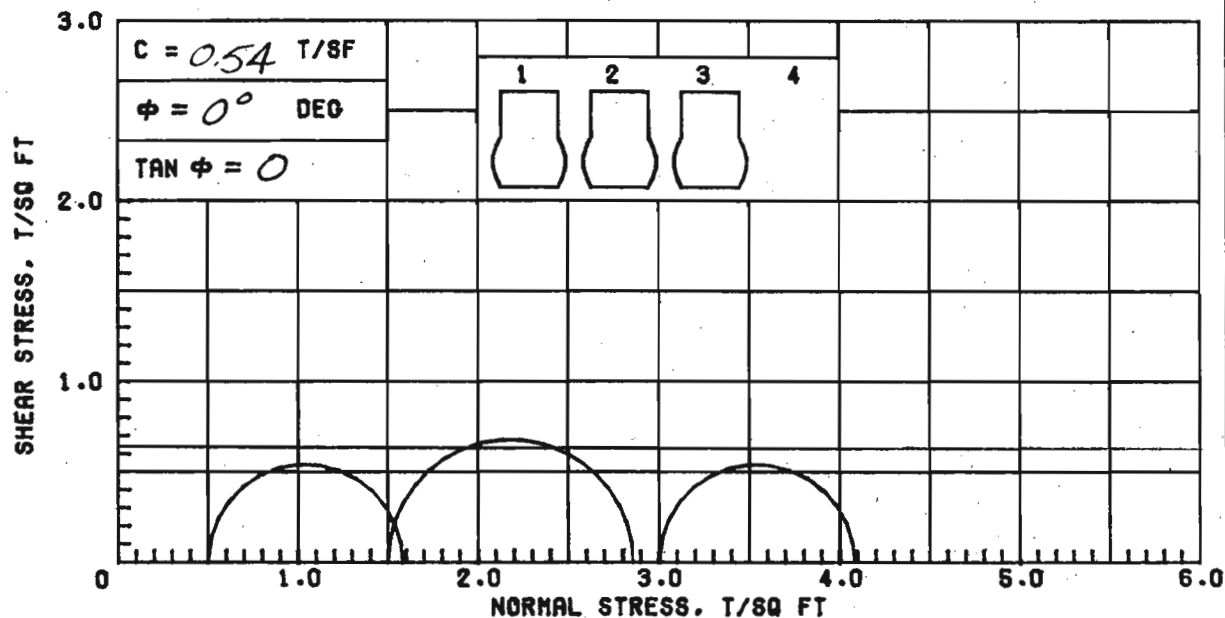 3.0
C = 0.54 T/SF
1 2 3 4
φ = 0° DEG
TAN φ = 0
2.0
1.0
SHEAR STRESS, T/SQ FT
0 1.0 2.0 3.0 4.0 5.0 6.0
NORMAL STRESS, T/SQ FT